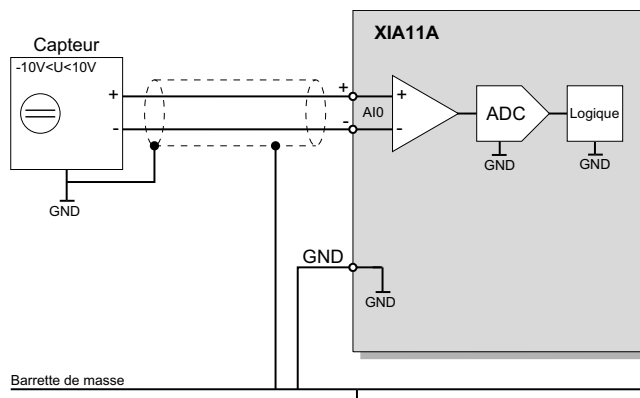 XIA11A
Capteur
-10V<U<10V
+
-
+
-
AI0
+
-
ADC
Logique
GND
GND
GND
GND
GND
Barrette de masse